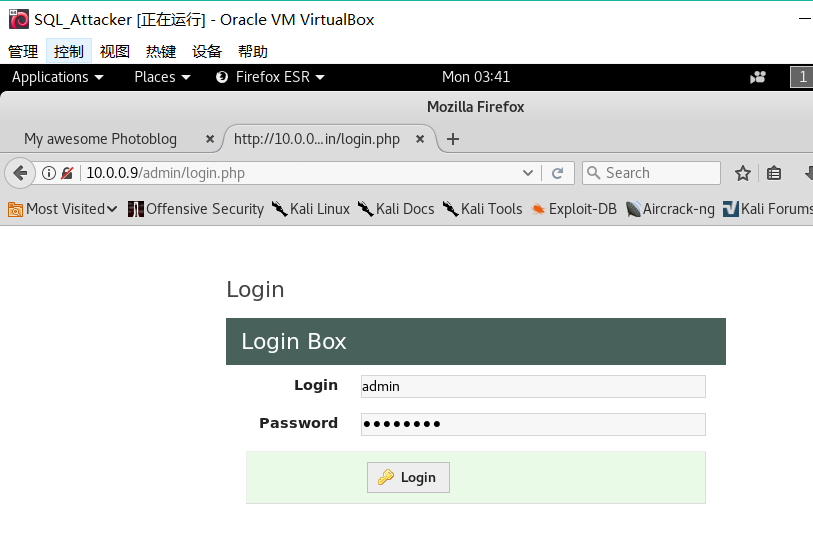 SQL_Attacker [正在运行] - Oracle VM VirtualBox
管理 控制 视图 热键 设备 帮助
Applications Places Firefox ESR Mon 03:41 1
Mozilla Firefox
My awesome Photoblog http://10.0.0...in/login.php
10.0.0.9/admin/login.php Search
Most Visited Offensive Security Kali Linux Kali Docs Kali Tools Exploit-DB Aircrack-ng Kali Forums
Login
Login Box
Login admin
Password ••••••••
Login